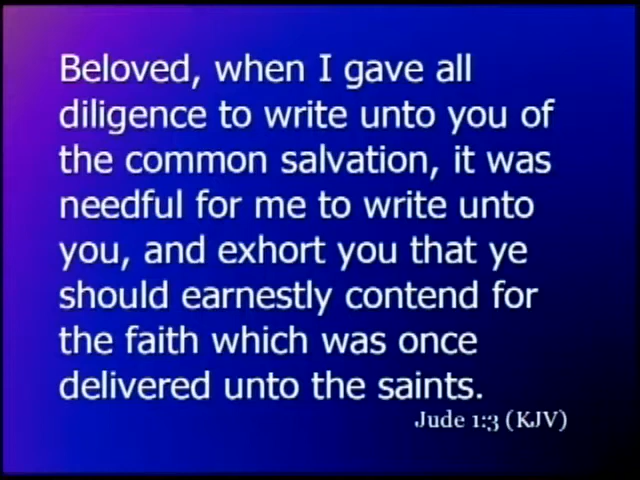 Beloved, when I gave all
diligence to write unto you of
the common salvation, it was
needful for me to write unto
you, and exhort you that ye
should earnestly contend for
the faith which was once
delivered unto the saints.
Jude 1:3 (KJV)